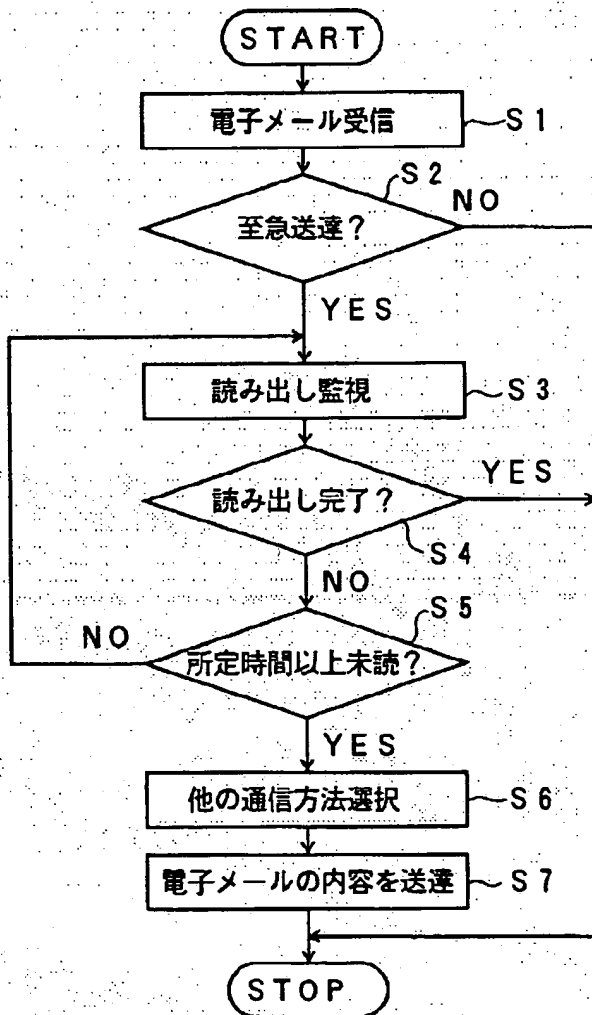 START
電子メール受信
S1
S2
至急送達?
NO
YES
読み出し監視
S3
読み出し完了?
YES
S4
NO
S5
所定時間以上未読?
NO
YES
他の通信方法選択
S6
電子メールの内容を送達
S7
STOP